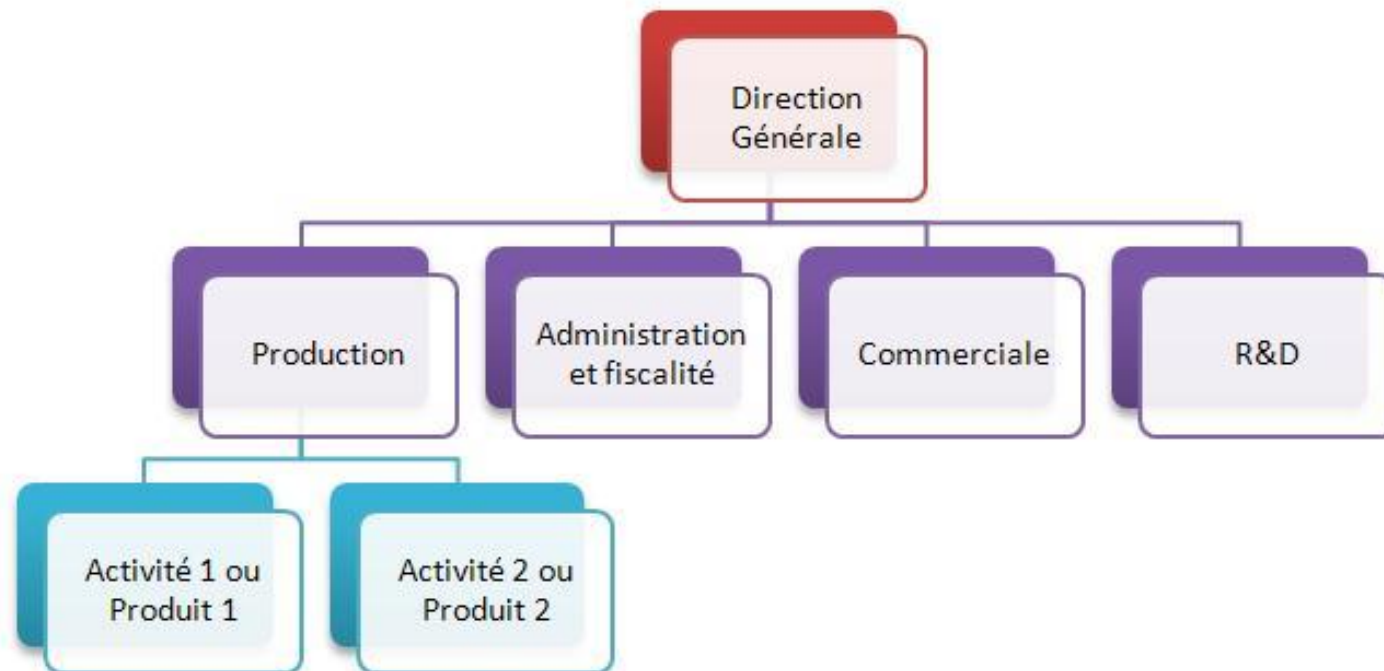 Direction
Générale
Production
Administration
et fiscalité
Commerciale
R&D
Activité 1 ou
Produit 1
Activité 2 ou
Produit 2